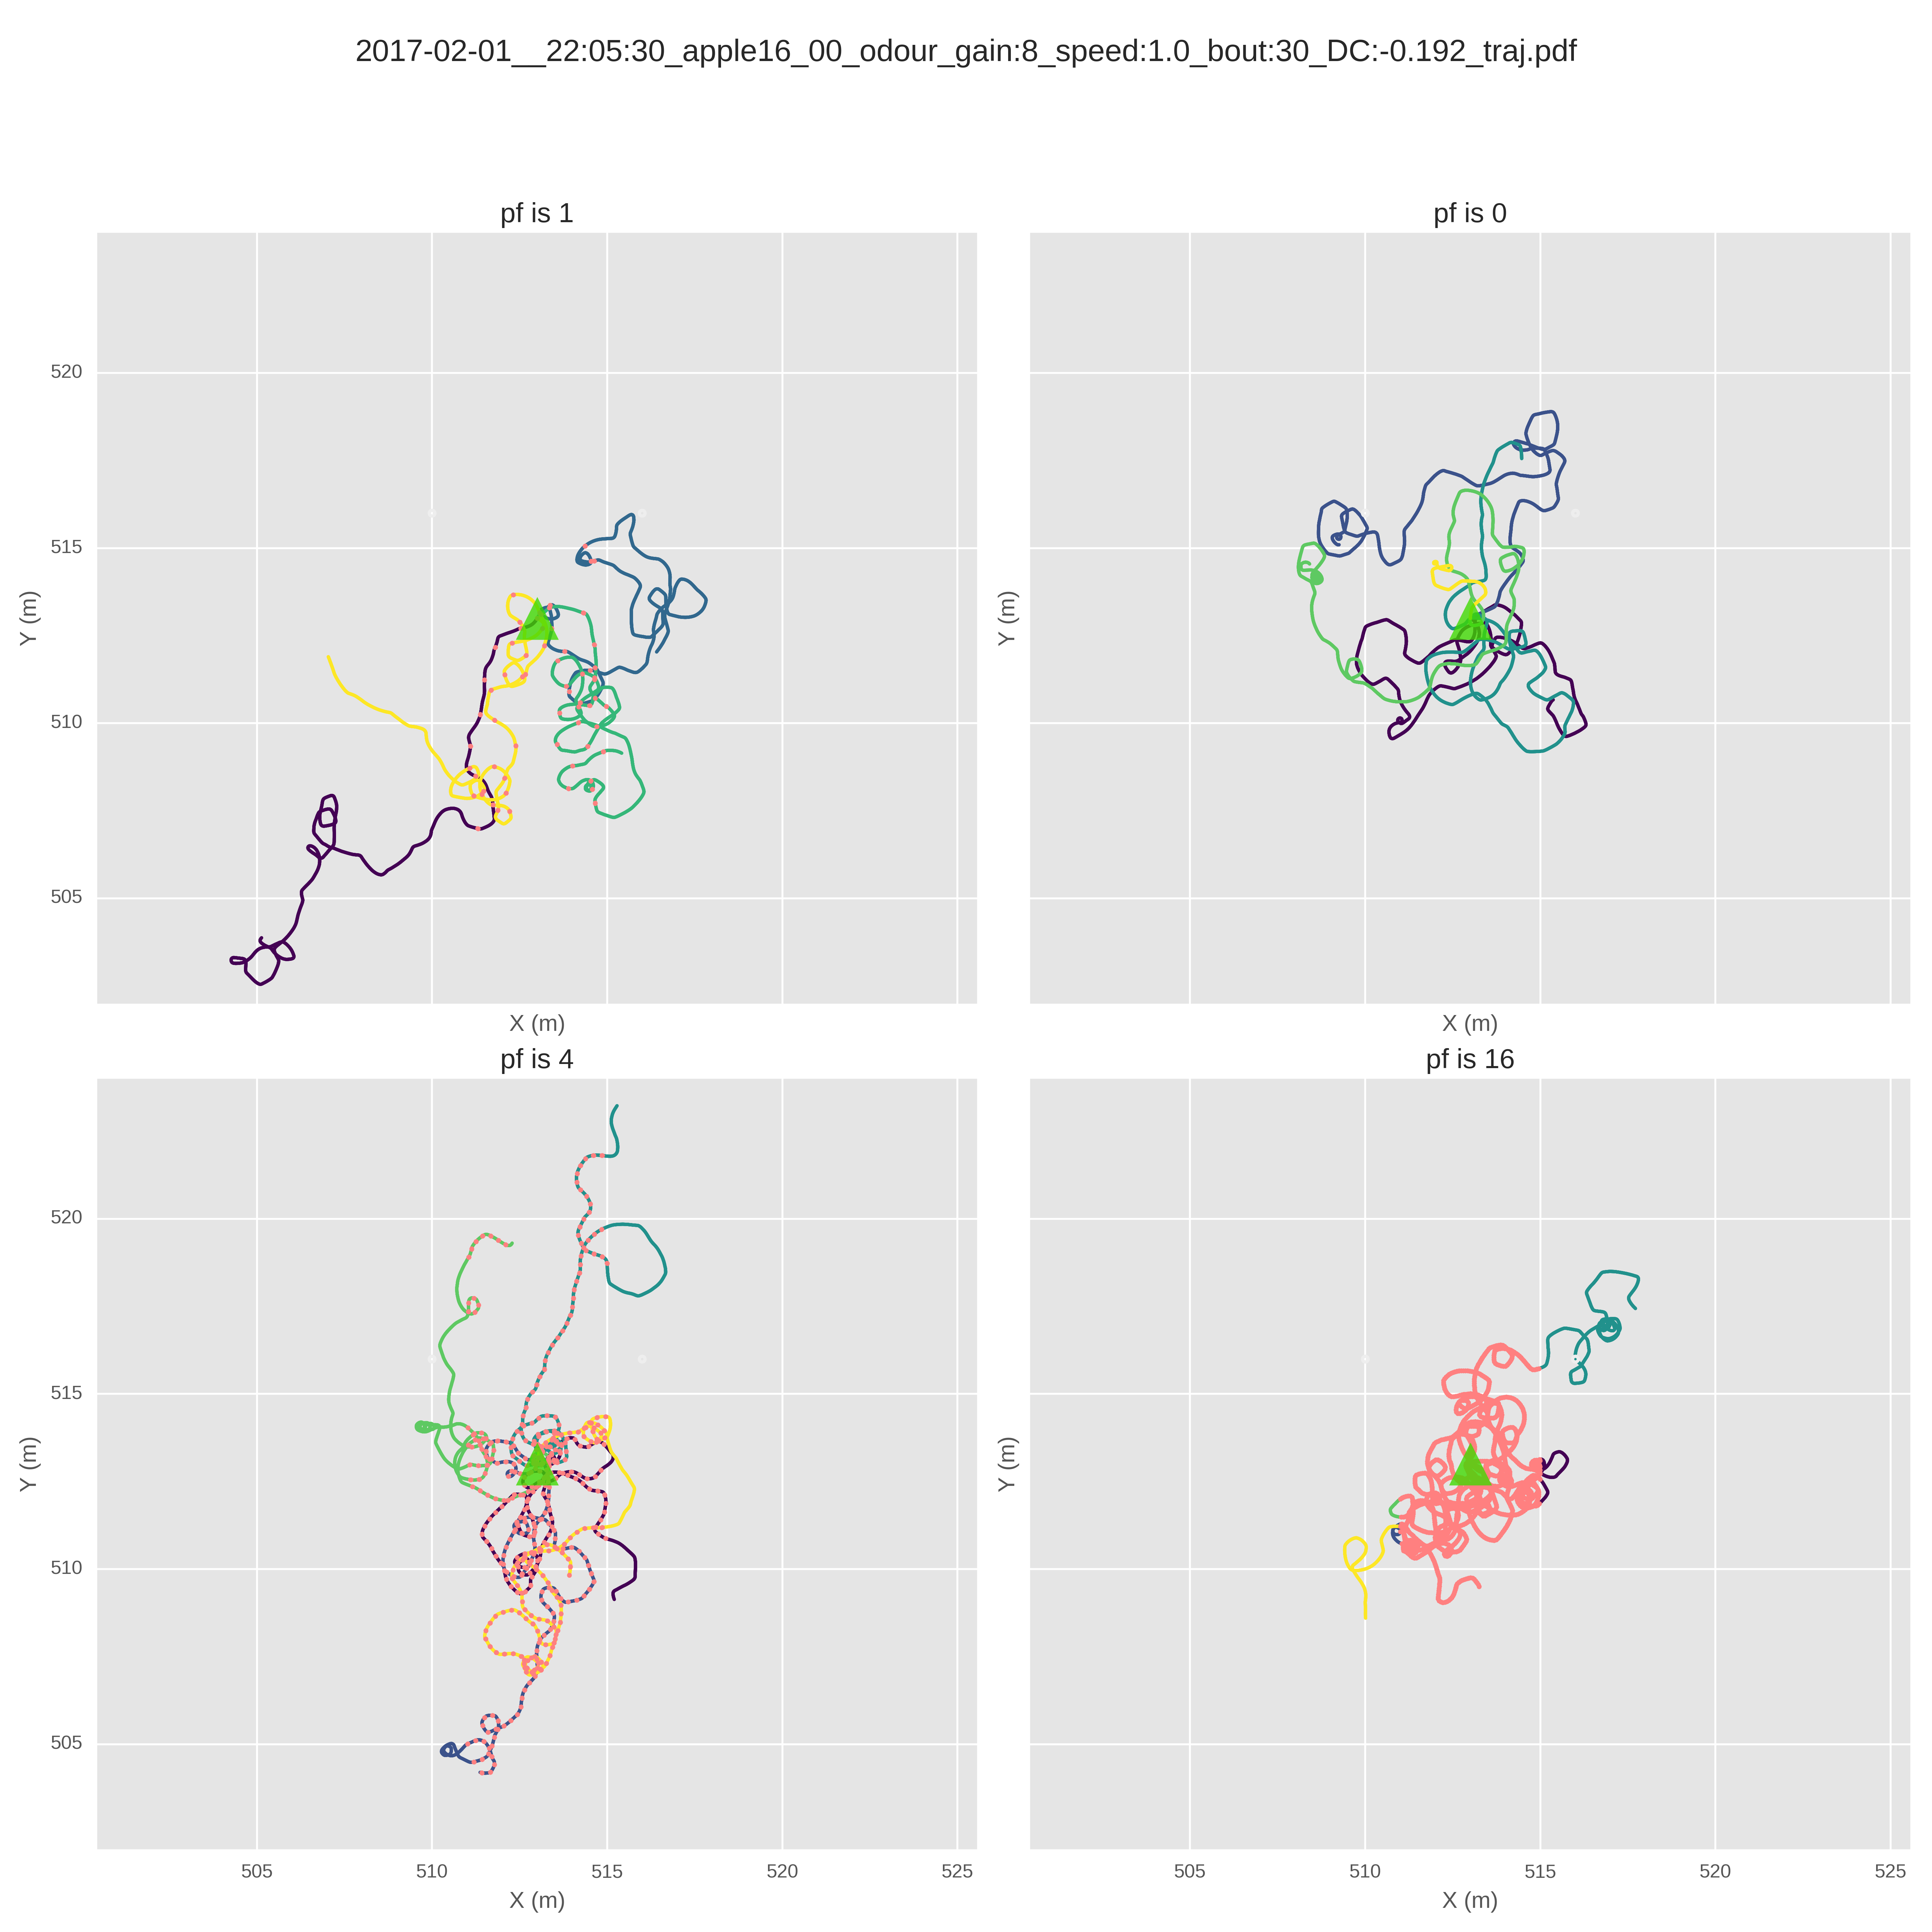 2017-02-01__22:05:30_apple16_00_odour_gain:8_speed:1.0_bout:30_DC:-0.192_traj.pdf
pf is 1
pf is 0
520
515
510
505
Y (m)
Y (m)
X (m)
X (m)
pf is 4
pf is 16
520
515
510
505
Y (m)
Y (m)
505 510 515 520 525
505 510 515 520 525
X (m)
X (m)